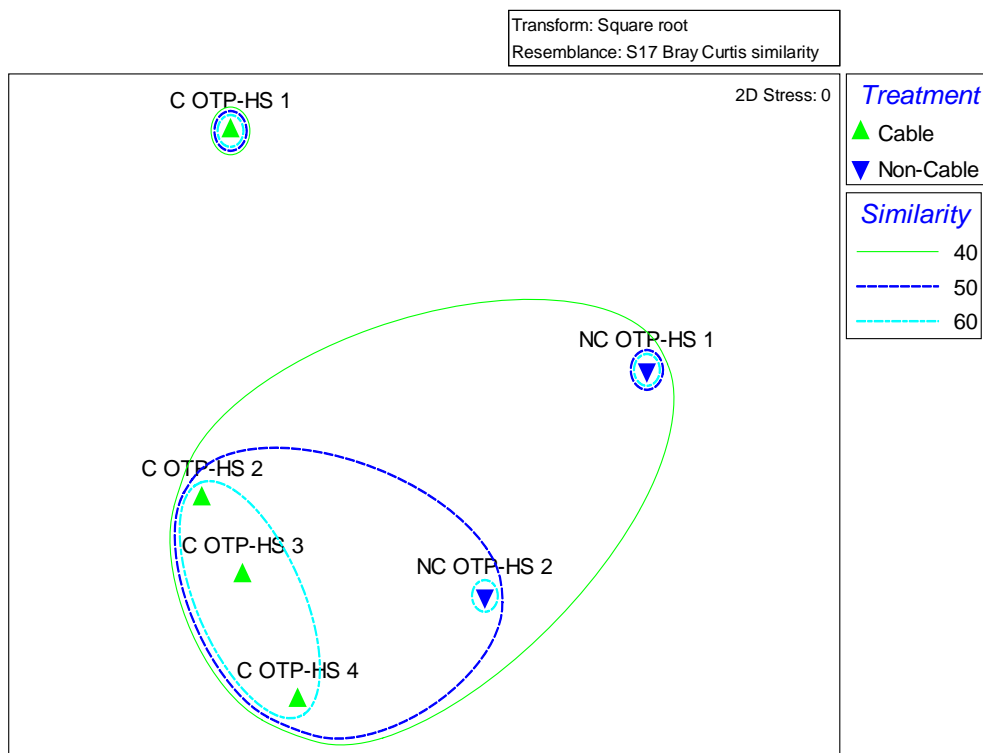 Transform: Square root
Resemblance: S17 Bray Curtis similarity
2D Stress: 0
C OTP-HS 1
NC OTP-HS 1
C OTP-HS 2
C OTP-HS 3
NC OTP-HS 2
C OTP-HS 4
Treatment
Cable
Non-Cable
Similarity
40
50
60